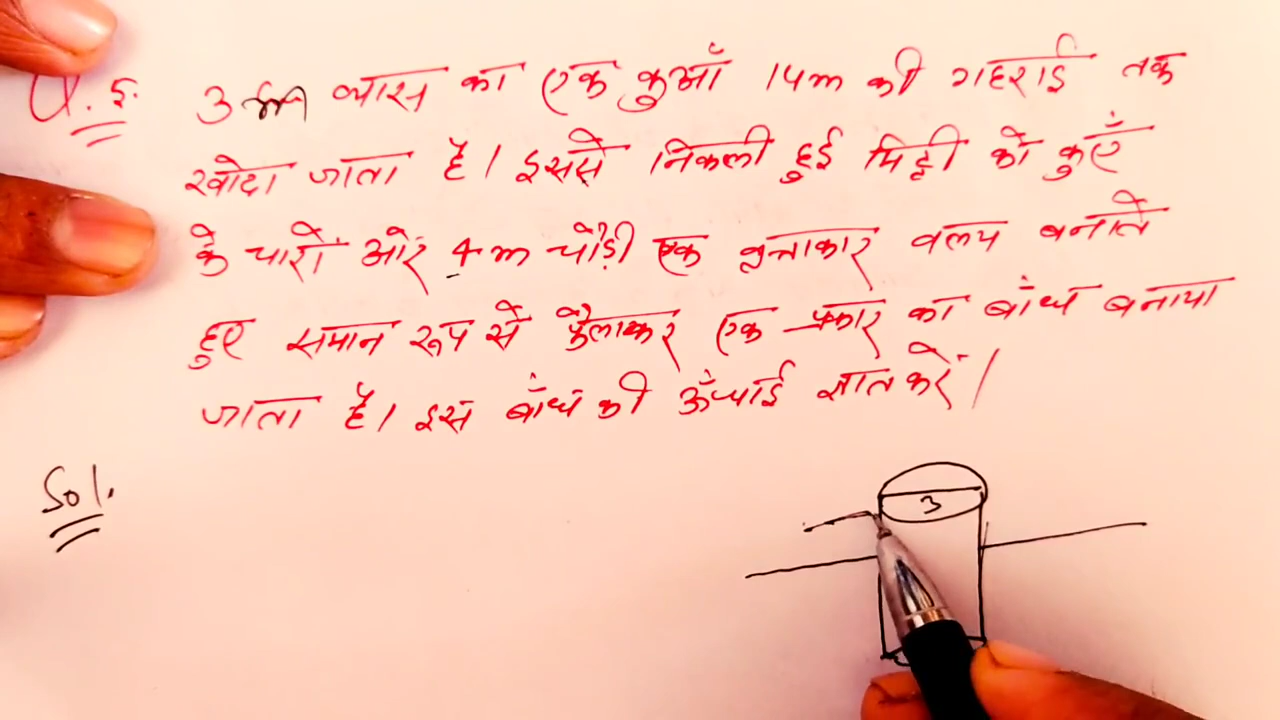 Q.5. 3m व्यास का एक कुआँ 14m की गहराई तक
खोदा जाता है। इससे निकली हुई मिट्टी को कुएँ
के चारों ओर 4m चौड़ी एक वृत्ताकार वलय बनाते
हुए समान रूप से फैलाकर एक प्रकार का बाँध बनाया
जाता है। इस बाँध की ऊँचाई ज्ञात करें।
Sol.
3